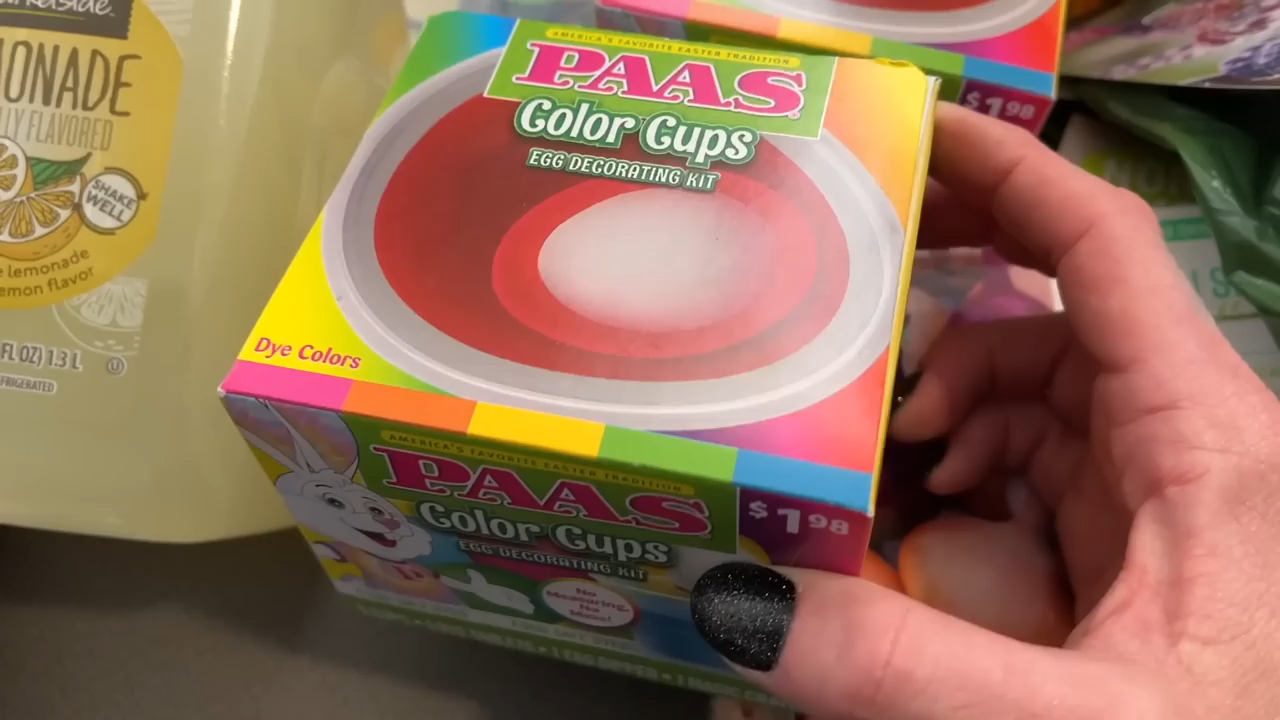 ONADE
LLY FLAVORED
SHAKE
WELL
e lemonade
emon flavor
FL OZ) 1.3 L
U
AMERICA'S FAVORITE EASTER TRADITION
PAAS
Color Cups
EGG DECORATING KIT
Dye Colors
$1.98
AMERICA'S FAVORITE EASTER TRADITION
PAAS
Color Cups
EGG DECORATING KIT
$1.98
No
Measuring,
No
Mess!